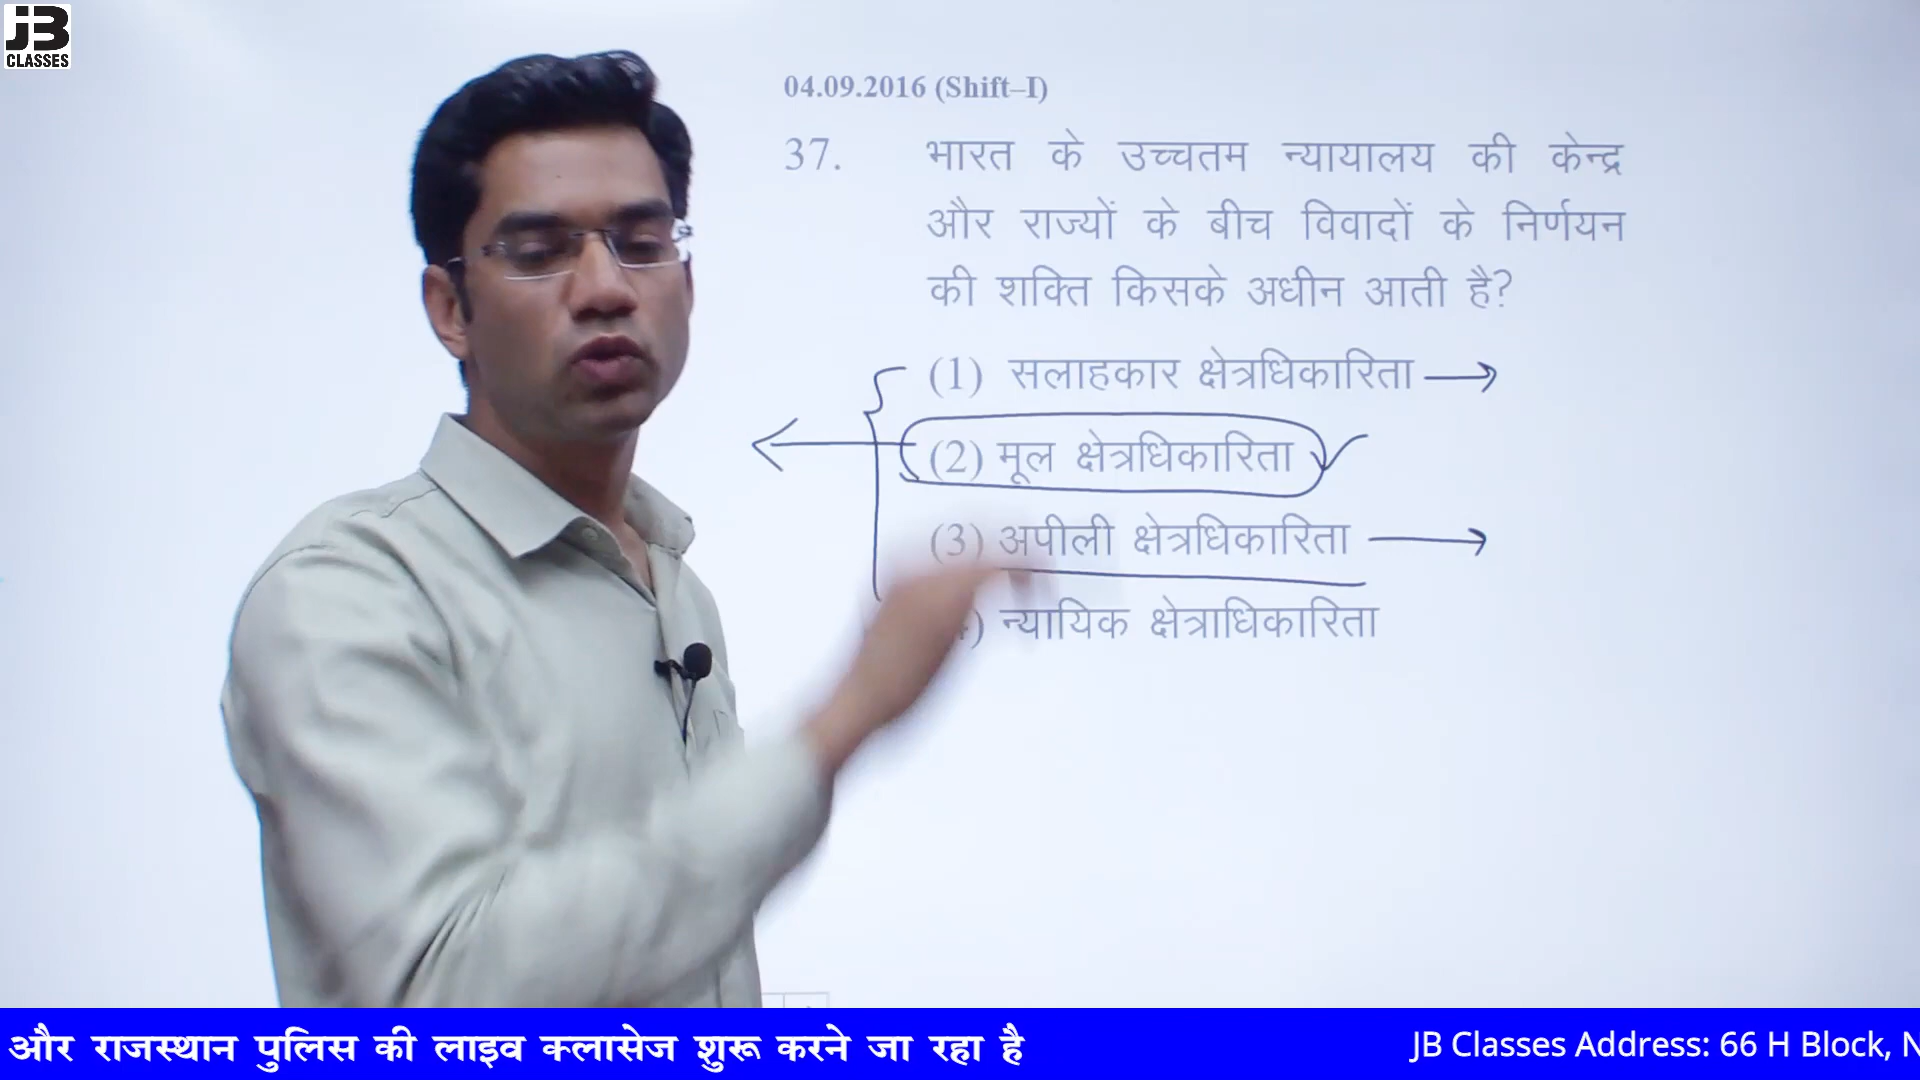 JB
CLASSES
04.09.2016 (Shift–I)
37. भारत के उच्चतम न्यायालय की केन्द्र
और राज्यों के बीच विवादों के निर्णयन
की शक्ति किसके अधीन आती है?
(1) सलाहकार क्षेत्रधिकारिता
(2) मूल क्षेत्रधिकारिता
(3) अपीली क्षेत्रधिकारिता
) न्यायिक क्षेत्राधिकारिता
और राजस्थान पुलिस की लाइव क्लासेज शुरू करने जा रहा है
JB Classes Address: 66 H Block, N